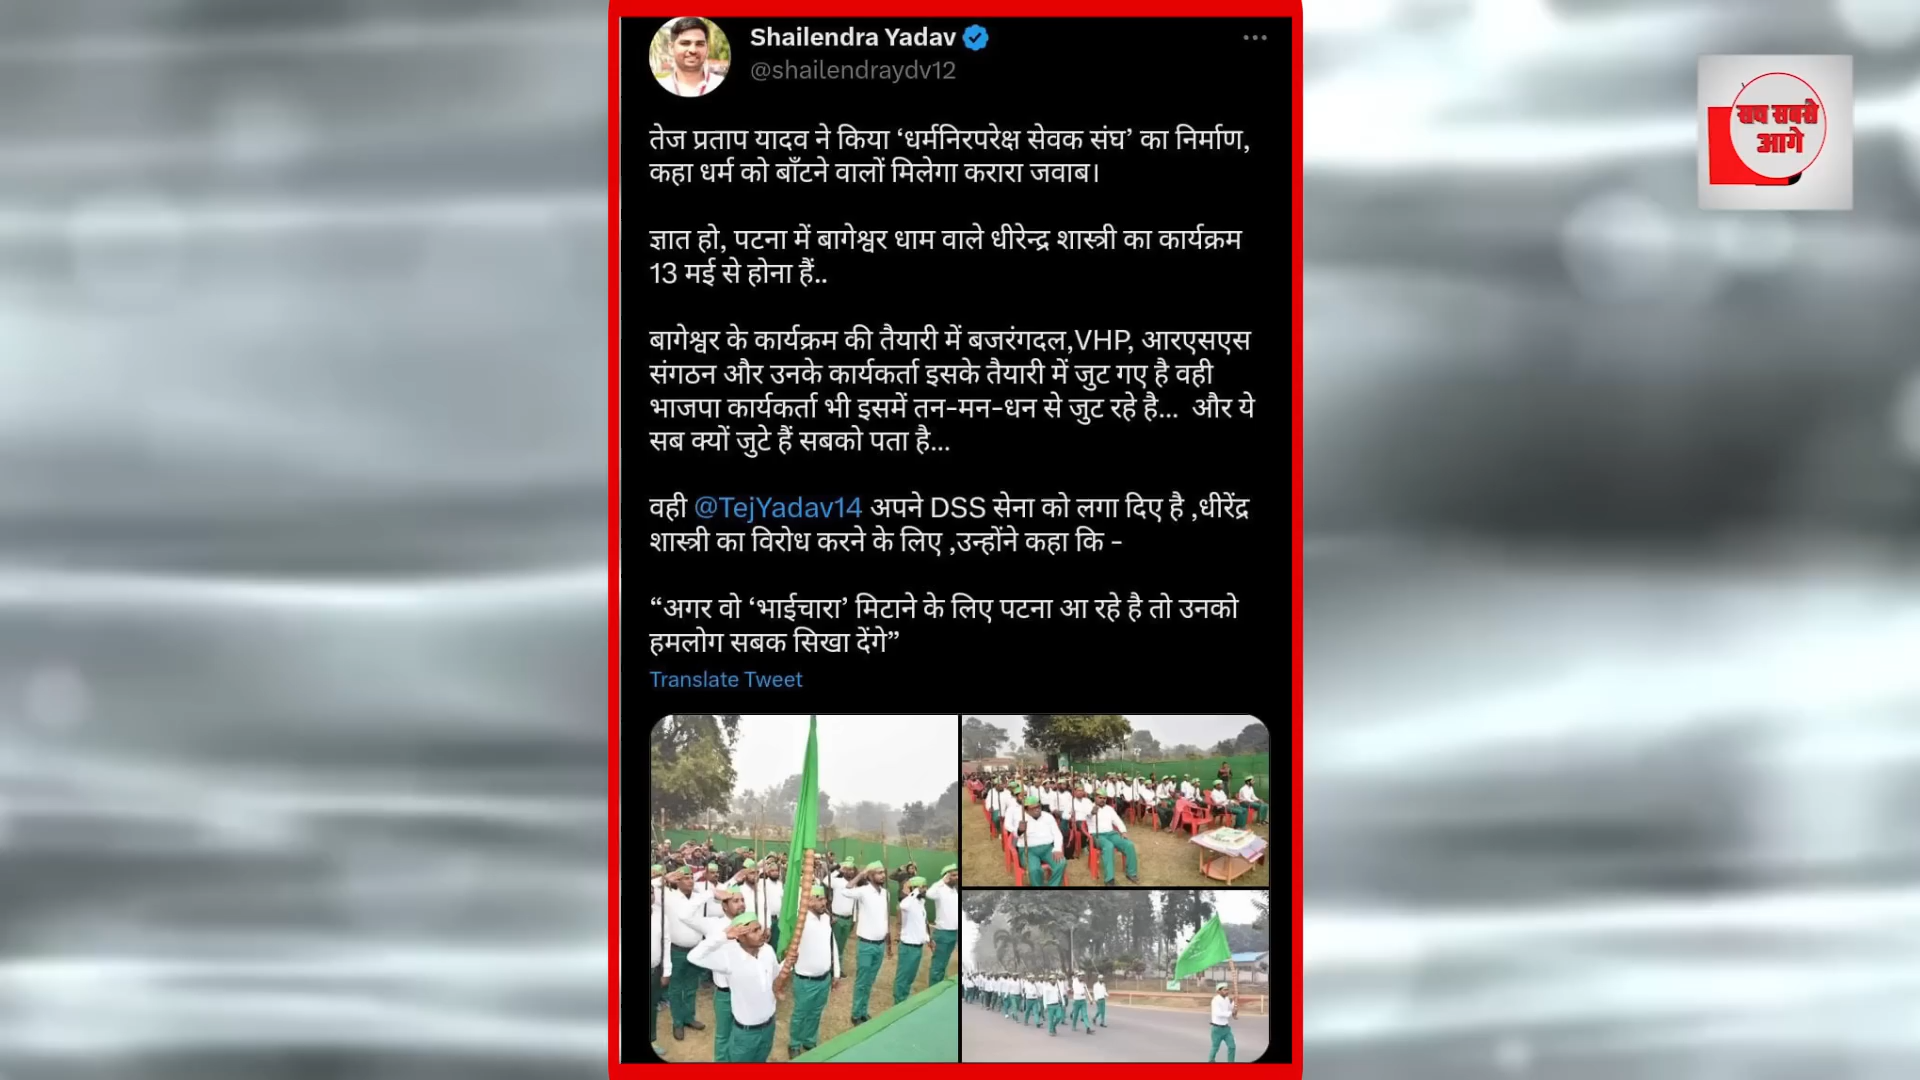 Shailendra Yadav
@shailendraydv12
तेज प्रताप यादव ने किया ‘धर्मनिरपरेक्ष सेवक संघ’ का निर्माण,
कहा धर्म को बाँटने वालों मिलेगा करारा जवाब।
ज्ञात हो, पटना में बागेश्वर धाम वाले धीरेन्द्र शास्त्री का कार्यक्रम
13 मई से होना हैं..
बागेश्वर के कार्यक्रम की तैयारी में बजरंगदल,VHP, आरएसएस
संगठन और उनके कार्यकर्ता इसके तैयारी में जुट गए है वही
भाजपा कार्यकर्ता भी इसमें तन-मन-धन से जुट रहे है... और ये
सब क्यों जुटे हैं सबको पता है...
वही @TejYadav14 अपने DSS सेना को लगा दिए है ,धीरेंद्र
शास्त्री का विरोध करने के लिए ,उन्होंने कहा कि -
“अगर वो ‘भाईचारा’ मिटाने के लिए पटना आ रहे है तो उनको
हमलोग सबक सिखा देंगे”
Translate Tweet
सच सबसे
आगे